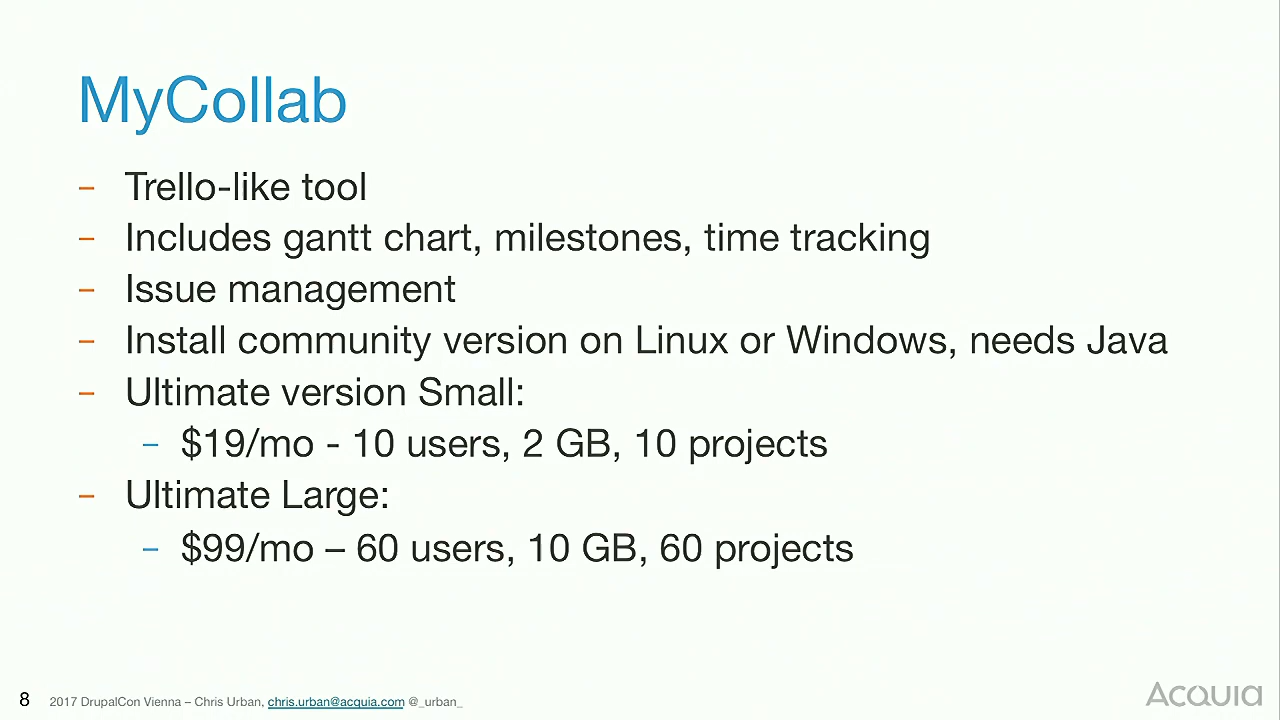 MyCollab
– Trello-like tool
– Includes gantt chart, milestones, time tracking
– Issue management
– Install community version on Linux or Windows, needs Java
– Ultimate version Small:
– $19/mo - 10 users, 2 GB, 10 projects
– Ultimate Large:
– $99/mo – 60 users, 10 GB, 60 projects
8 2017 DrupalCon Vienna – Chris Urban, chris.urban@acquia.com @_urban_
Acquia